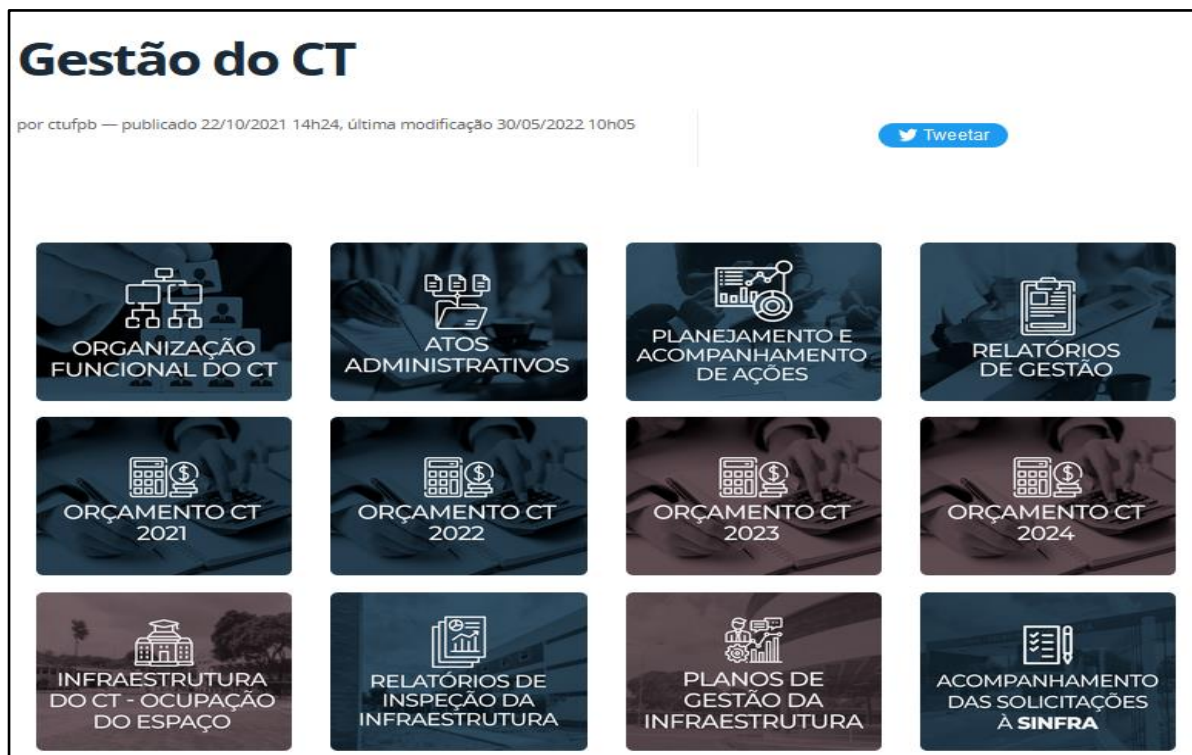 Gestão do CT
por ctufpb — publicado 22/10/2021 14h24, última modificação 30/05/2022 10h05
Tweetar
ORGANIZAÇÃO
FUNCIONAL DO CT
ATOS
ADMINISTRATIVOS
PLANEJAMENTO E
ACOMPANHAMENTO
DE AÇÕES
RELATÓRIOS
DE GESTÃO
ORÇAMENTO CT
2021
ORÇAMENTO CT
2022
ORÇAMENTO CT
2023
ORÇAMENTO CT
2024
INFRAESTRUTURA
DO CT - OCUPAÇÃO
DO ESPAÇO
RELATÓRIOS DE
INSPEÇÃO DA
INFRAESTRUTURA
PLANOS DE
GESTÃO DA
INFRAESTRUTURA
ACOMPANHAMENTO
DAS SOLICITAÇÕES
À SINFRA